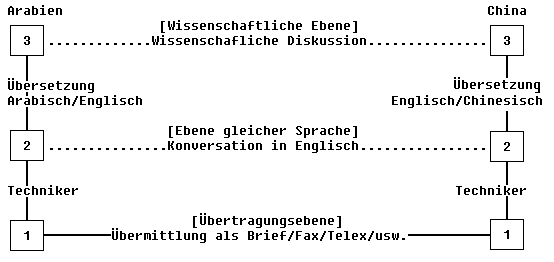 Arabien China
[Wissenschaftliche Ebene]
3 Wissenschafliche Diskussion 3
Übersetzung Übersetzung
Arabisch/Englisch Englisch/Chinesisch
[Ebene gleicher Sprache]
2 Konversation in Englisch 2
Techniker Techniker
[Übertragungsebene]
1 Übermittlung als Brief/Fax/Telex/usw. 1